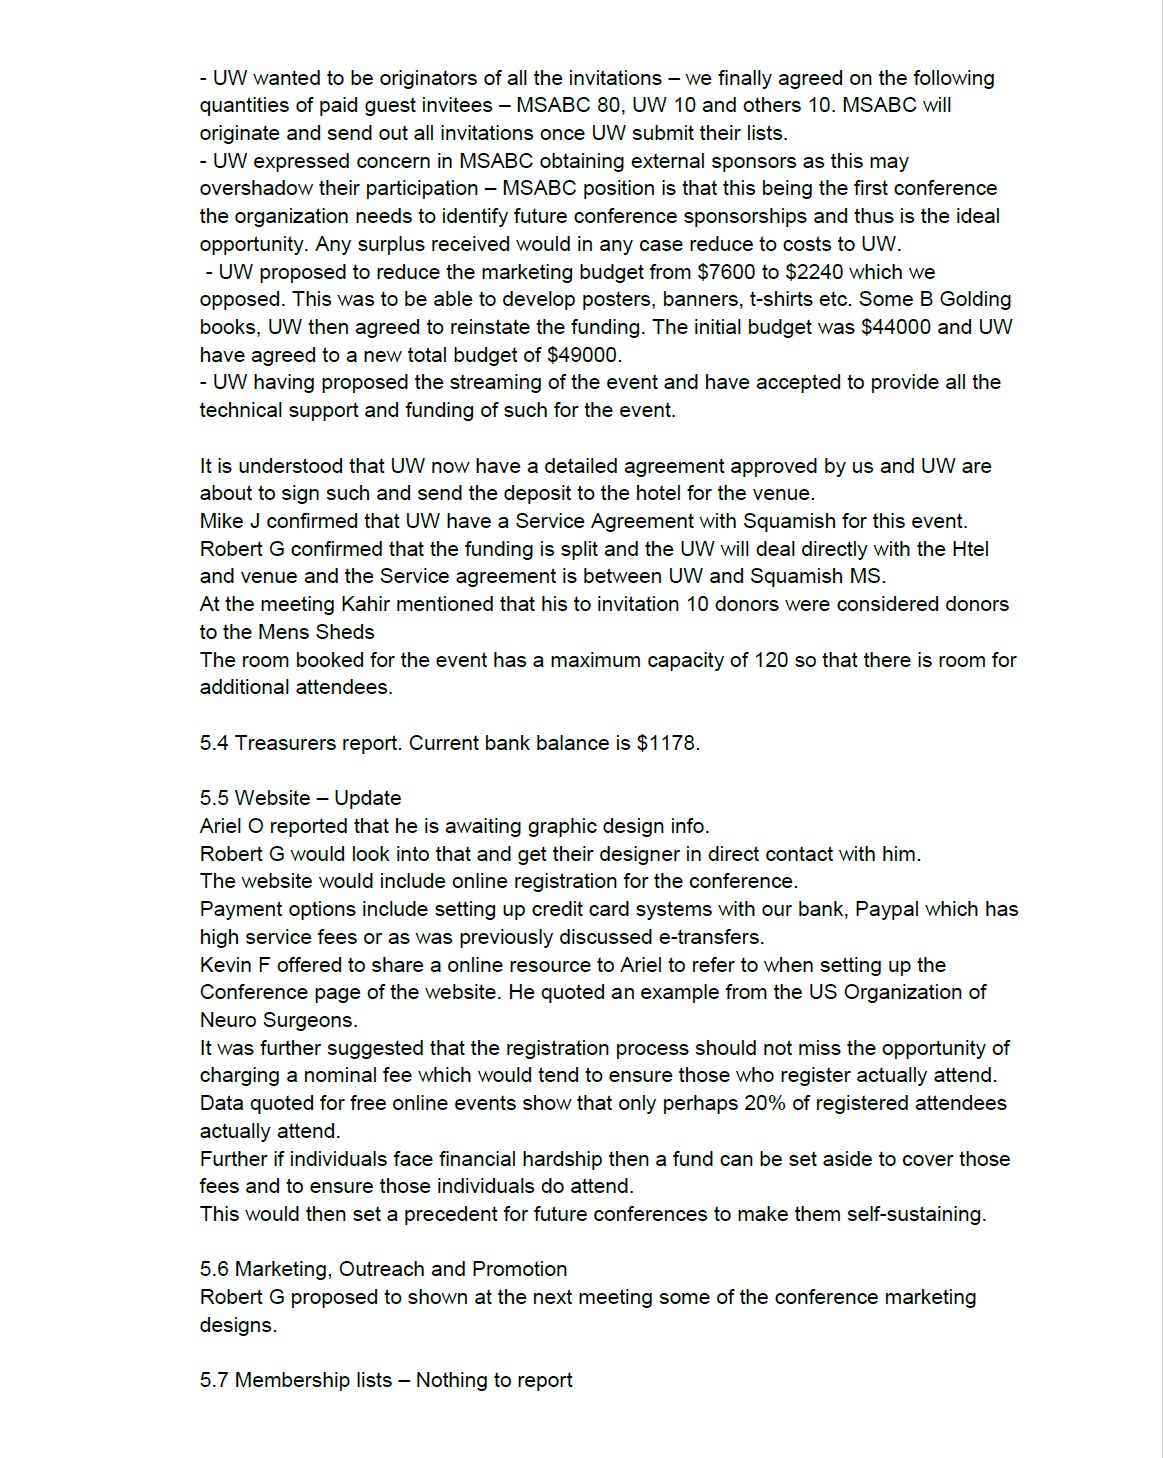 - UW wanted to be originators of all the invitations – we finally agreed on the following
quantities of paid guest invitees – MSABC 80, UW 10 and others 10. MSABC will
originate and send out all invitations once UW submit their lists.
- UW expressed concern in MSABC obtaining external sponsors as this may
overshadow their participation – MSABC position is that this being the first conference
the organization needs to identify future conference sponsorships and thus is the ideal
opportunity. Any surplus received would in any case reduce to costs to UW.
- UW proposed to reduce the marketing budget from $7600 to $2240 which we
opposed. This was to be able to develop posters, banners, t-shirts etc. Some B Golding
books, UW then agreed to reinstate the funding. The initial budget was $44000 and UW
have agreed to a new total budget of $49000.
- UW having proposed the streaming of the event and have accepted to provide all the
technical support and funding of such for the event.

It is understood that UW now have a detailed agreement approved by us and UW are
about to sign such and send the deposit to the hotel for the venue.
Mike J confirmed that UW have a Service Agreement with Squamish for this event.
Robert G confirmed that the funding is split and the UW will deal directly with the Htel
and venue and the Service agreement is between UW and Squamish MS.
At the meeting Kahir mentioned that his to invitation 10 donors were considered donors
to the Mens Sheds
The room booked for the event has a maximum capacity of 120 so that there is room for
additional attendees.

5.4 Treasurers report. Current bank balance is $1178.

5.5 Website – Update
Ariel O reported that he is awaiting graphic design info.
Robert G would look into that and get their designer in direct contact with him.
The website would include online registration for the conference.
Payment options include setting up credit card systems with our bank, Paypal which has
high service fees or as was previously discussed e-transfers.
Kevin F offered to share a online resource to Ariel to refer to when setting up the
Conference page of the website. He quoted an example from the US Organization of
Neuro Surgeons.
It was further suggested that the registration process should not miss the opportunity of
charging a nominal fee which would tend to ensure those who register actually attend.
Data quoted for free online events show that only perhaps 20% of registered attendees
actually attend.
Further if individuals face financial hardship then a fund can be set aside to cover those
fees and to ensure those individuals do attend.
This would then set a precedent for future conferences to make them self-sustaining.

5.6 Marketing, Outreach and Promotion
Robert G proposed to shown at the next meeting some of the conference marketing
designs.

5.7 Membership lists – Nothing to report